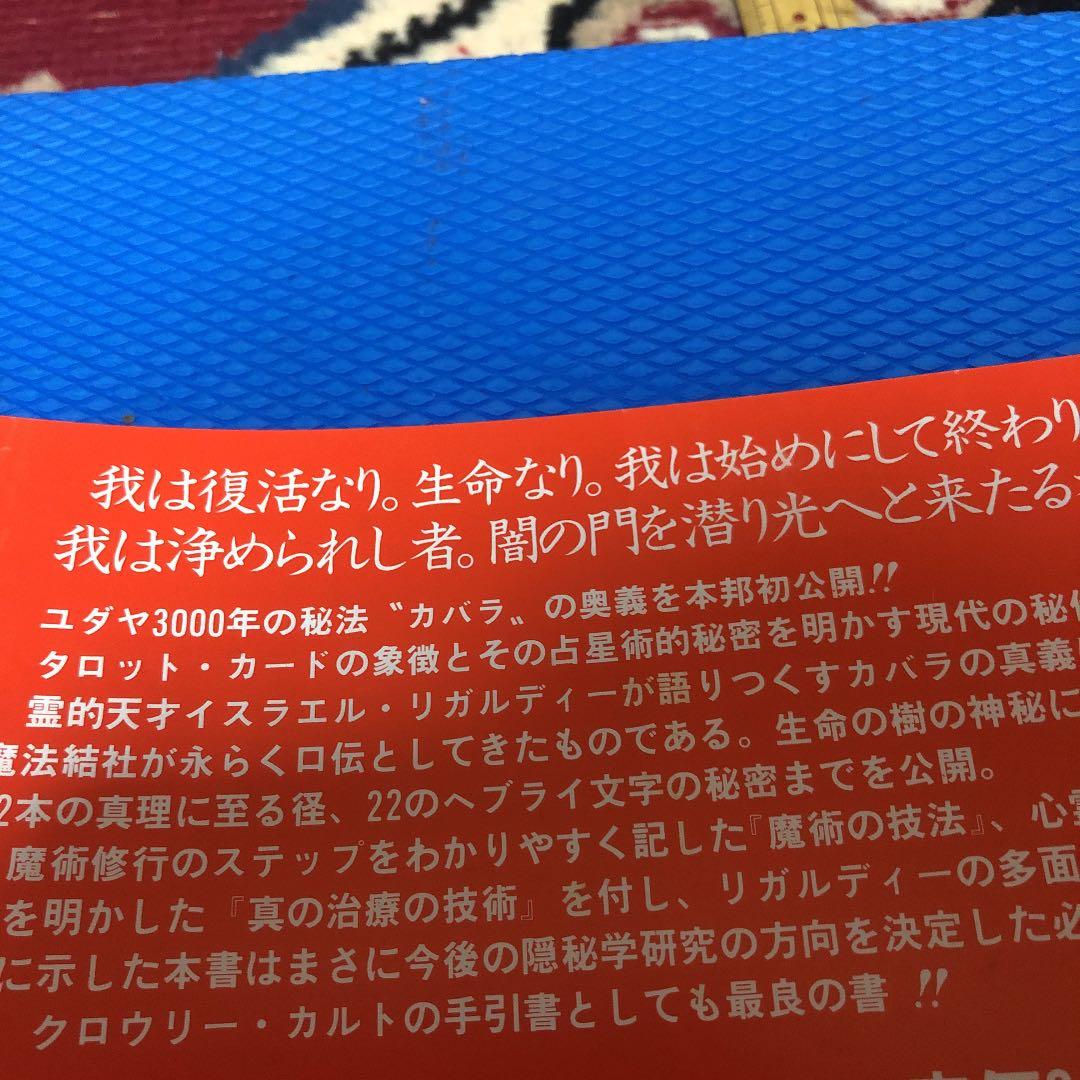 我は復活なり。生命なり。我は始めにして終わり
我は浄められし者。闇の門を潜り光へと来たる
ユダヤ3000年の秘法〝カバラ〟の奥義を本邦初公開!!
タロット・カードの象徴とその占星術的秘密を明かす現代の秘
霊的天才イスラエル・リガルディーが語りつくすカバラの真義
魔法結社が永らく口伝としてきたものである。生命の樹の神秘に
2本の真理に至る径、22のヘブライ文字の秘密までを公開。
魔術修行のステップをわかりやすく記した『魔術の技法』、心霊
を明かした『真の治療の技術』を付し、リガルディーの多面
に示した本書はまさに今後の隠秘学研究の方向を決定した必
クロウリー・カルトの手引書としても最良の書!!